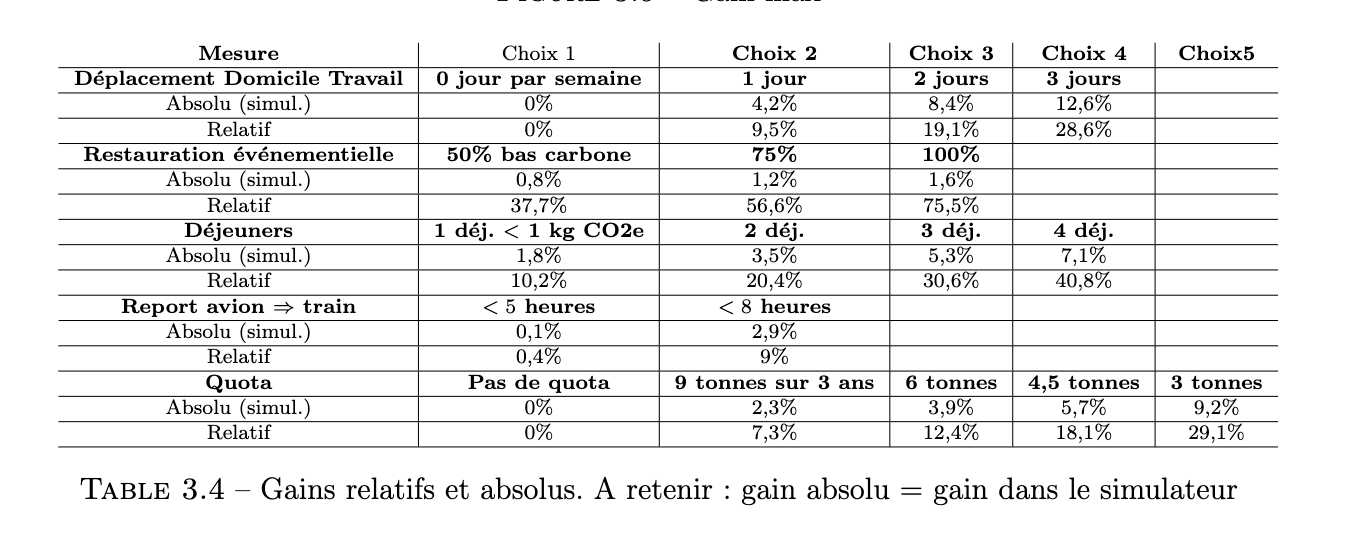 Mesure Choix 1 Choix 2 Choix 3 Choix 4 Choix5
Déplacement Domicile Travail 0 jour par semaine 1 jour 2 jours 3 jours
Absolu (simul.) 0% 4,2% 8,4% 12,6%
Relatif 0% 9,5% 19,1% 28,6%
Restauration événementielle 50% bas carbone 75% 100%
Absolu (simul.) 0,8% 1,2% 1,6%
Relatif 37,7% 56,6% 75,5%
Déjeuners 1 déj. < 1 kg CO2e 2 déj. 3 déj. 4 déj.
Absolu (simul.) 1,8% 3,5% 5,3% 7,1%
Relatif 10,2% 20,4% 30,6% 40,8%
Report avion ⇒ train < 5 heures < 8 heures
Absolu (simul.) 0,1% 2,9%
Relatif 0,4% 9%
Quota Pas de quota 9 tonnes sur 3 ans 6 tonnes 4,5 tonnes 3 tonnes
Absolu (simul.) 0% 2,3% 3,9% 5,7% 9,2%
Relatif 0% 7,3% 12,4% 18,1% 29,1%
TABLE 3.4 – Gains relatifs et absolus. A retenir : gain absolu = gain dans le simulateur